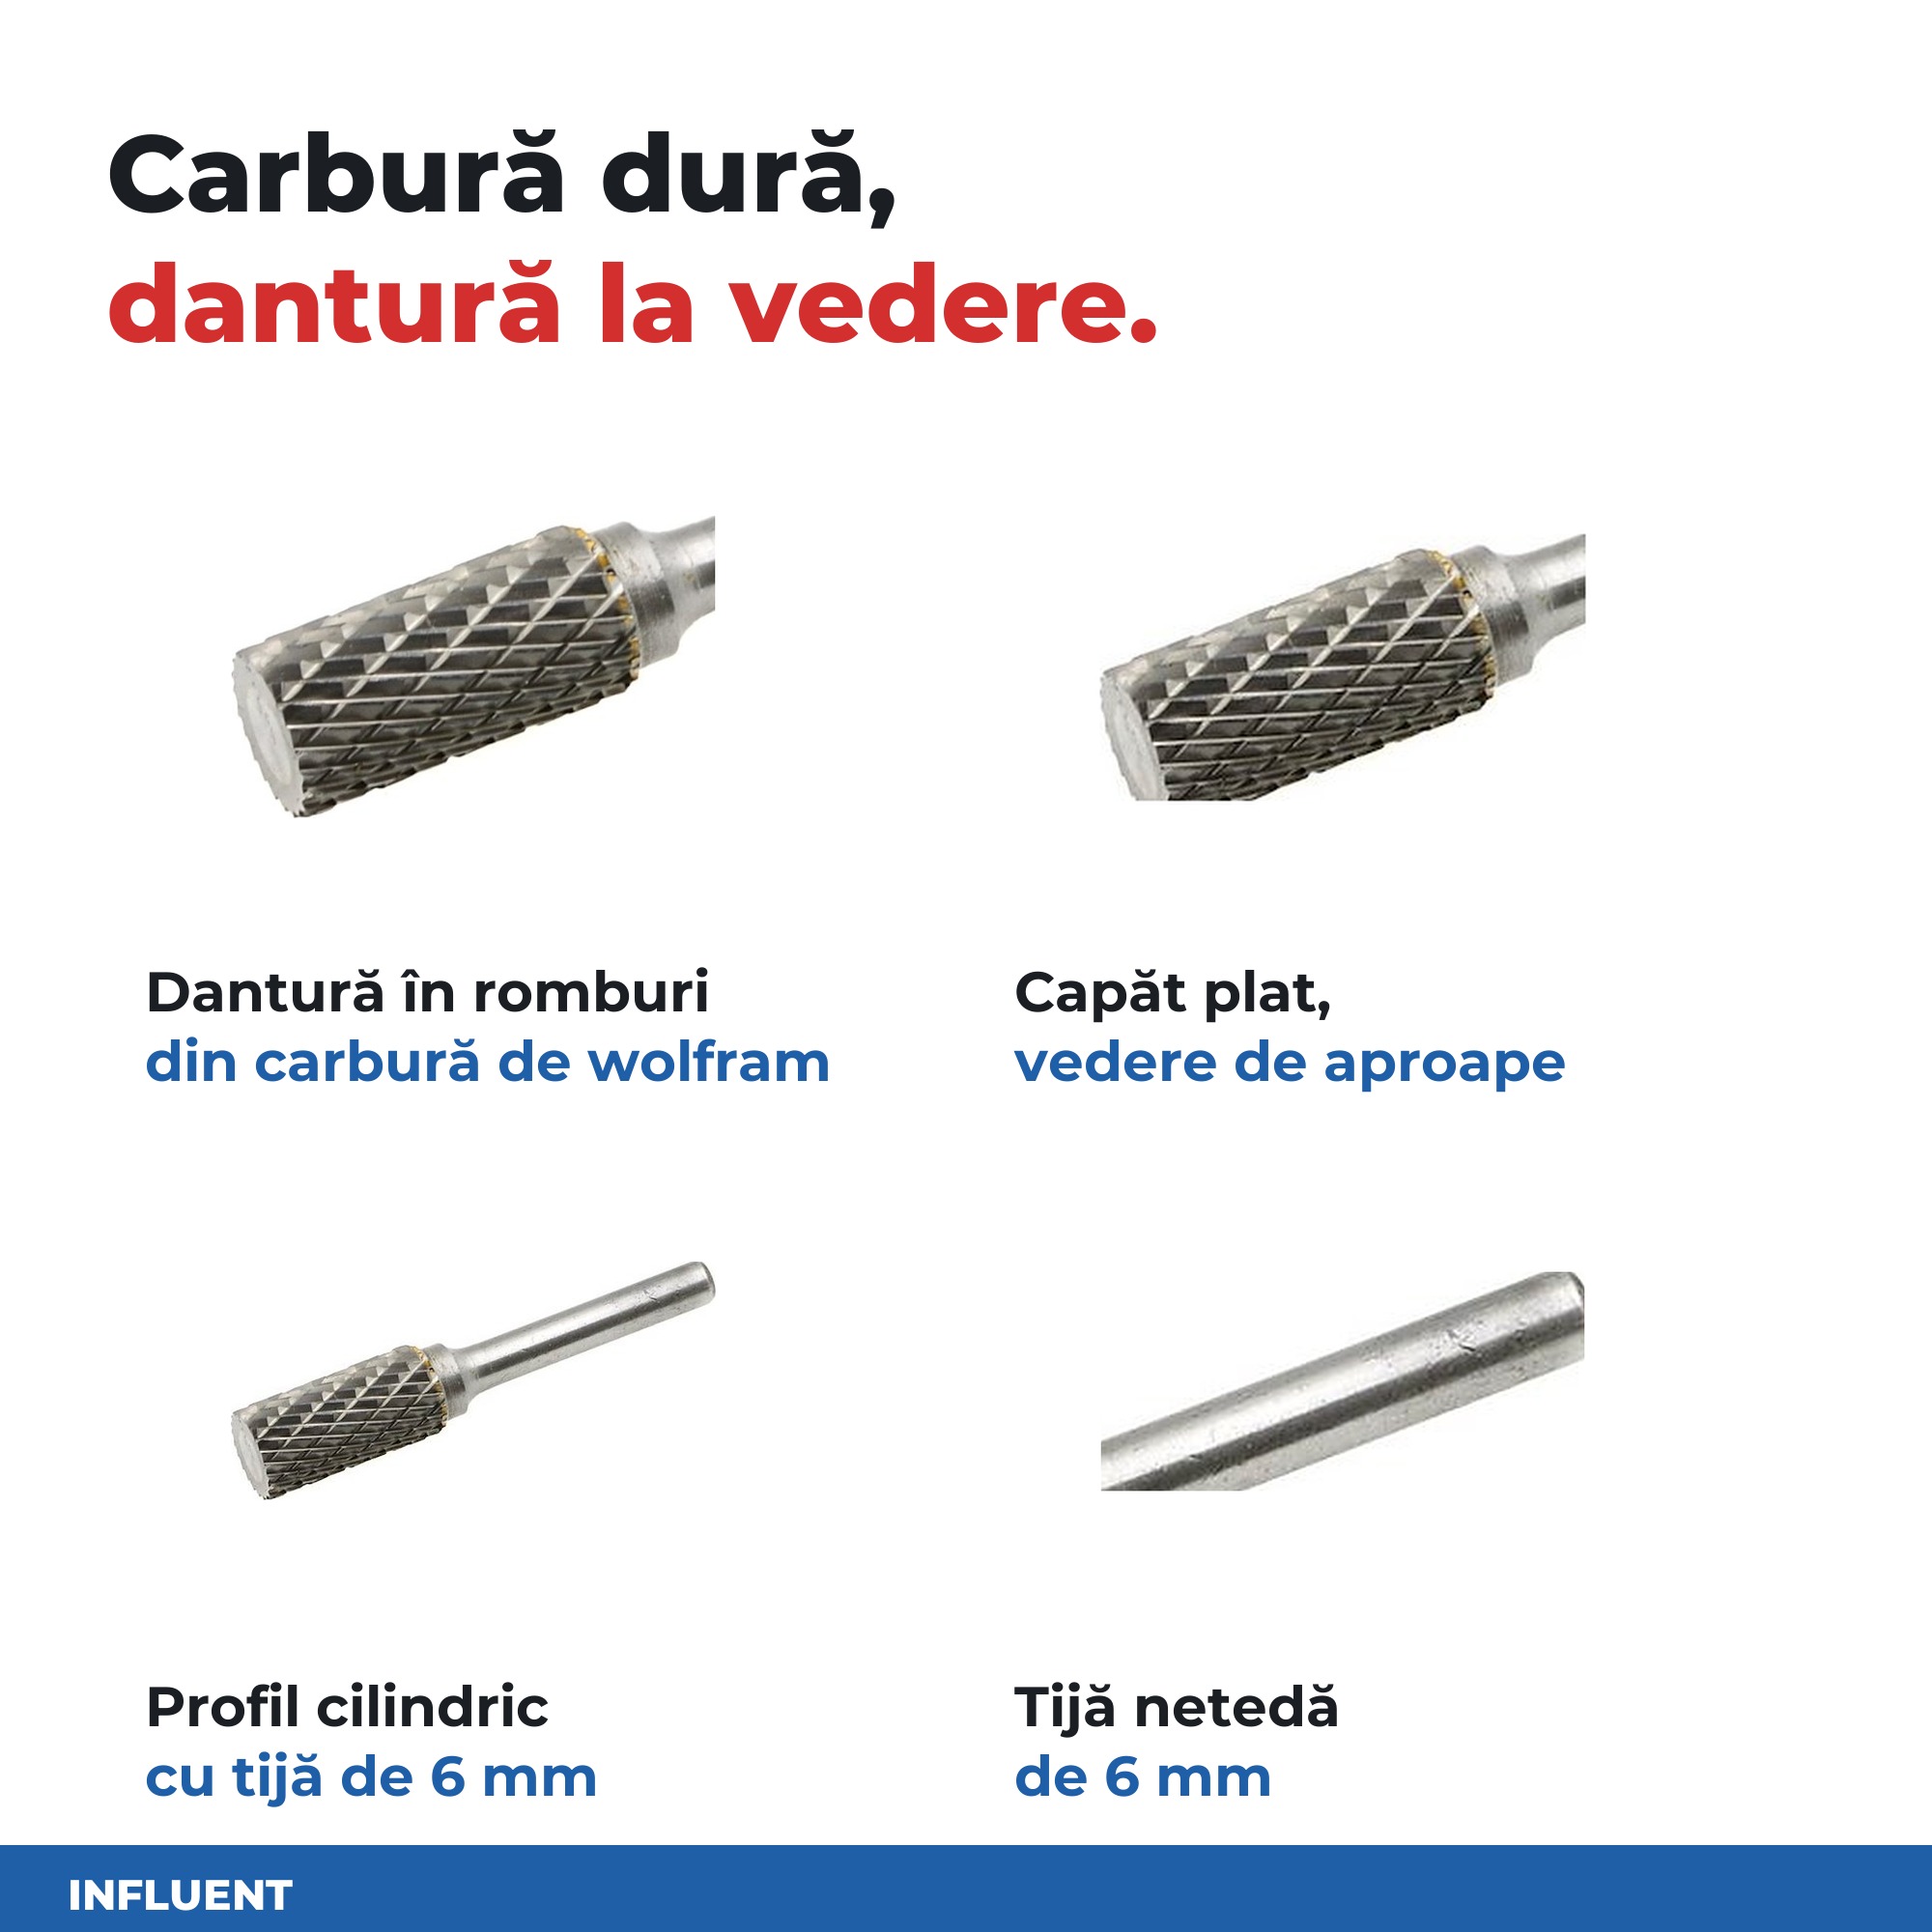 Carbură dură,
dantură la vedere.
Dantură în romburi
din carbură de wolfram
Capăt plat,
vedere de aproape
Profil cilindric
cu tijă de 6 mm
Tijă netedă
de 6 mm
INFLUENT